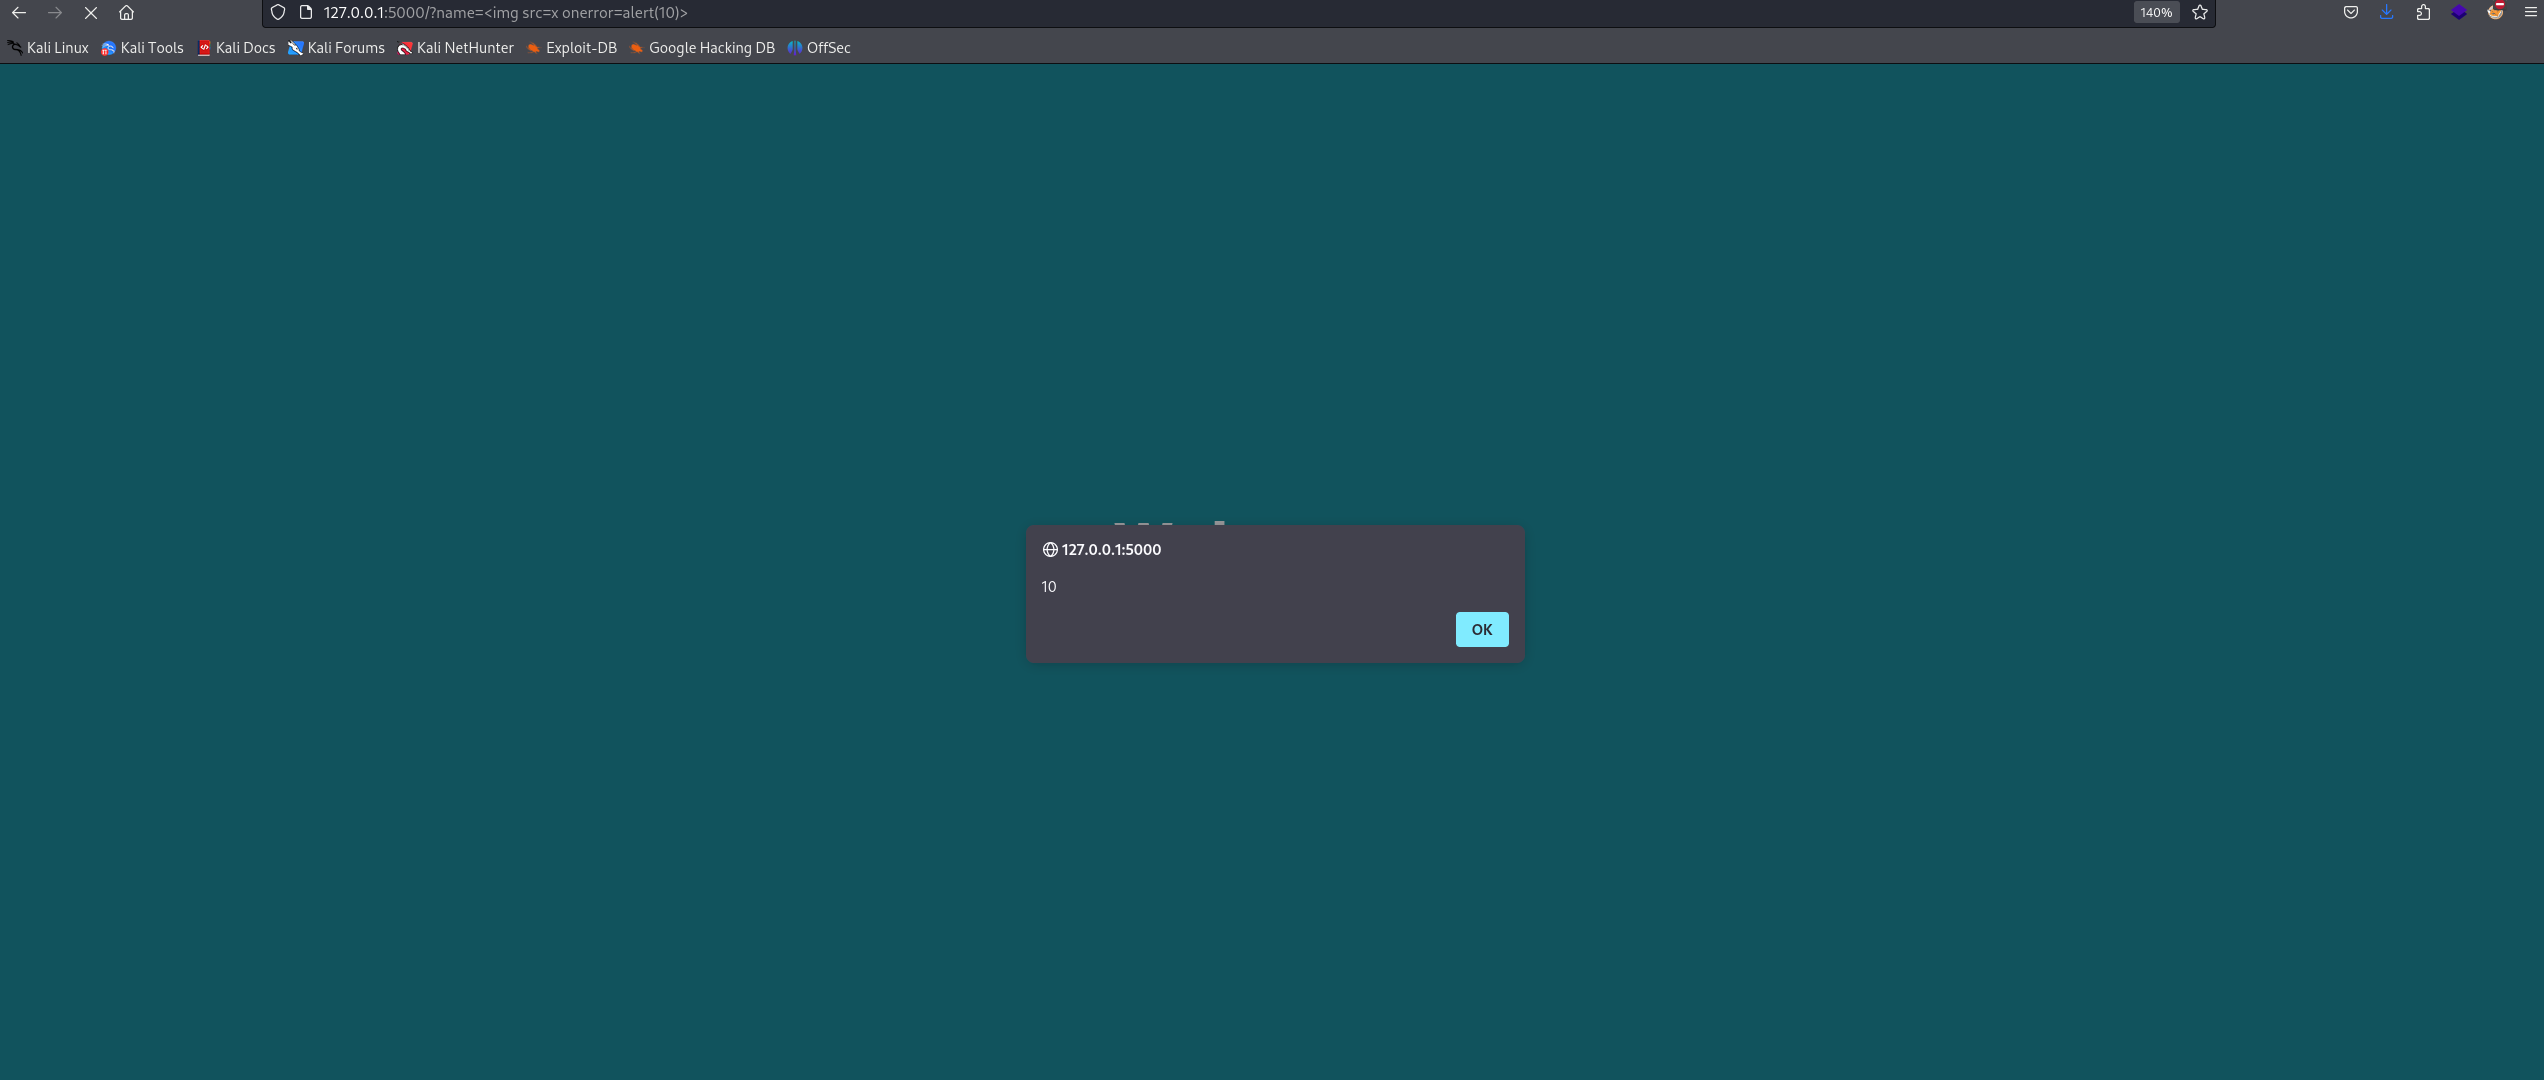 127.0.0.1:5000/?name=<img src=x onerror=alert(10)> 140%
Kali Linux Kali Tools Kali Docs Kali Forums Kali NetHunter Exploit-DB Google Hacking DB OffSec
127.0.0.1:5000
10
OK